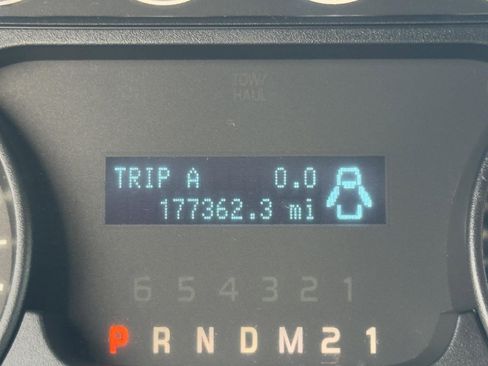 TOW/
HAUL
TRIP A 0.0
177362.3 mi
6 5 4 3 2 1
P R N D M 2 1